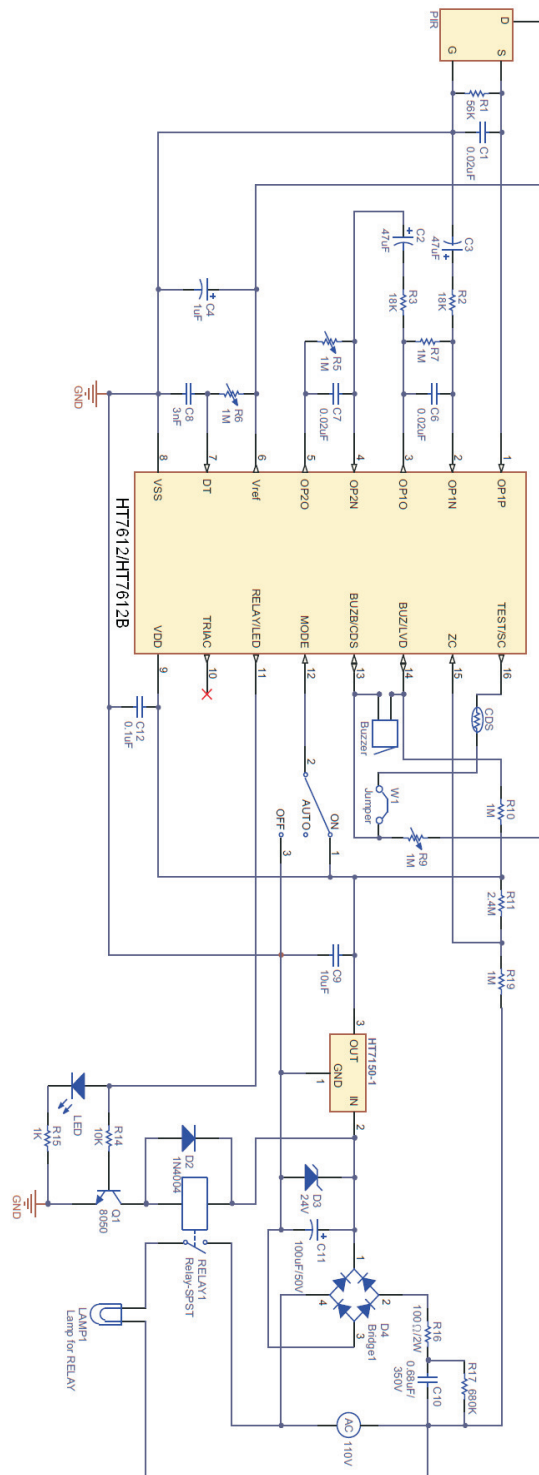 PIR
D
G
S
R1
56K
C1
0.02uF
C2
47uF
C3
47uF
R3
18K
R2
18K
C4
1uF
R5
1M
R7
1M
C8
3nF
R6
1M
C7
0.02uF
C6
0.02uF
GND
8
7
6
5
4
3
2
1
VSS
DT
Vref
OP2O
OP2N
OP1O
OP1N
OP1P
HT7612/HT7612B
VDD
TRIAC
RELAY/LED
MODE
BUZB/CDS
BUZ/LVD
ZC
TEST/SC
9
10
11
12
13
14
15
16
C12
0.1uF
Buzzer
CDS
W1
Jumper
R10
1M
R9
1M
2
ON
AUTO
OFF
1
3
R11
2.4M
R19
1M
C9
10uF
HT7150-1
3
OUT
GND
IN
1
2
LED
R15
1K
R14
10K
Q1
8050
GND
D2
1N4004
RELAY1
Relay-SPST
D3
24V
C11
100uF/50V
1
2
3
4
D4
Bridge1
R16
100Ω/2W
C10
0.68uF/
350V
R17
680K
LAMP1
Lamp for RELAY
AC
110V